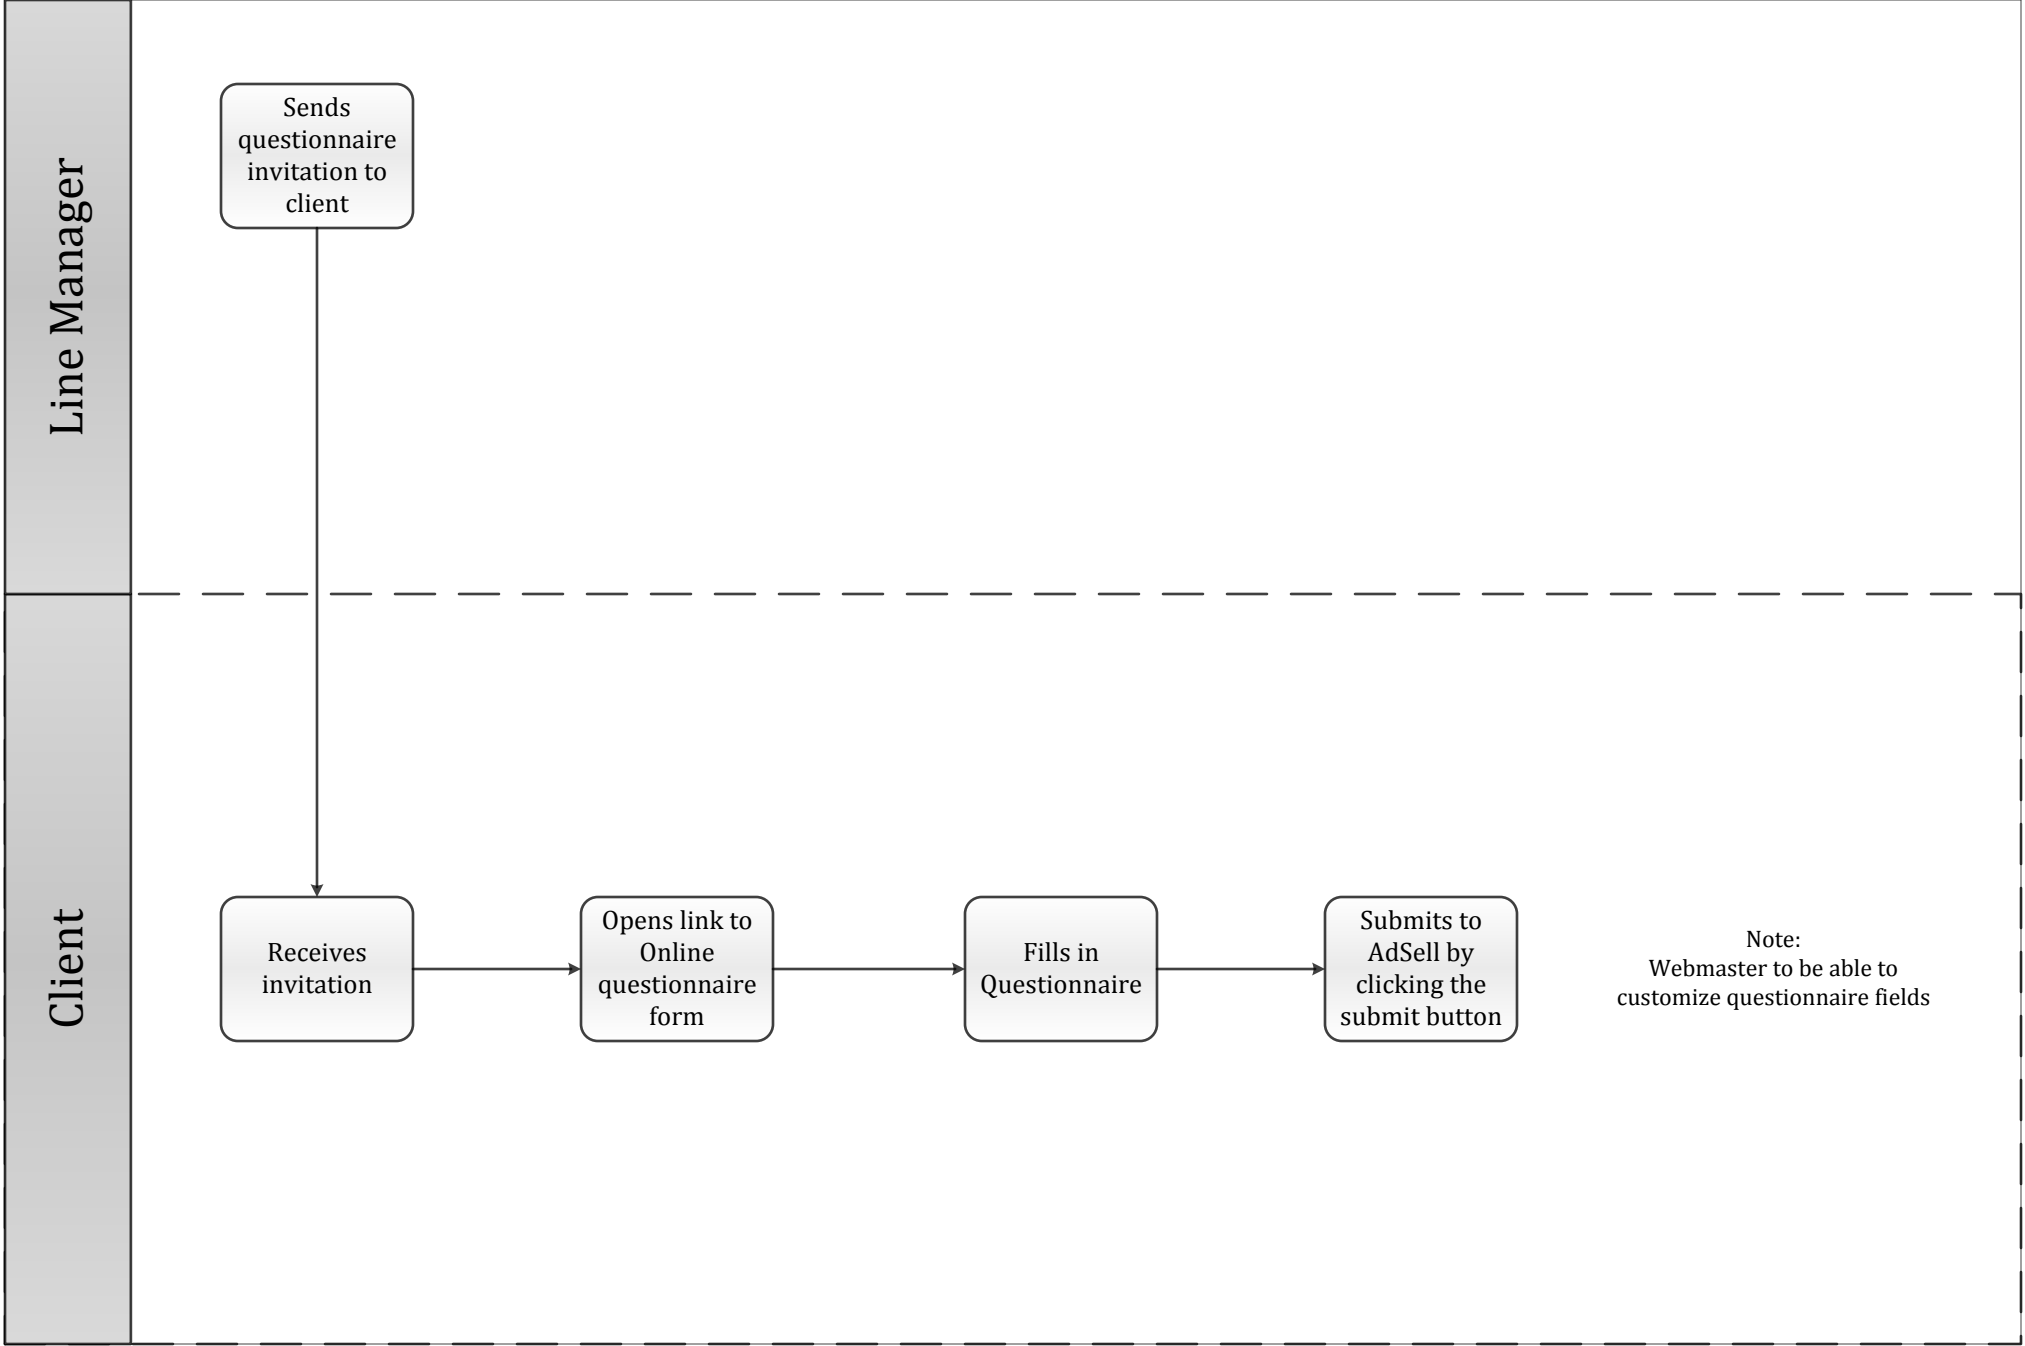 Line Manager
Sends
questionnaire
invitation to
client
Client
Receives
invitation
Opens link to
Online
questionnaire
form
Fills in
Questionnaire
Submits to
AdSell by
clicking the
submit button
Note:
Webmaster to be able to
customize questionnaire fields